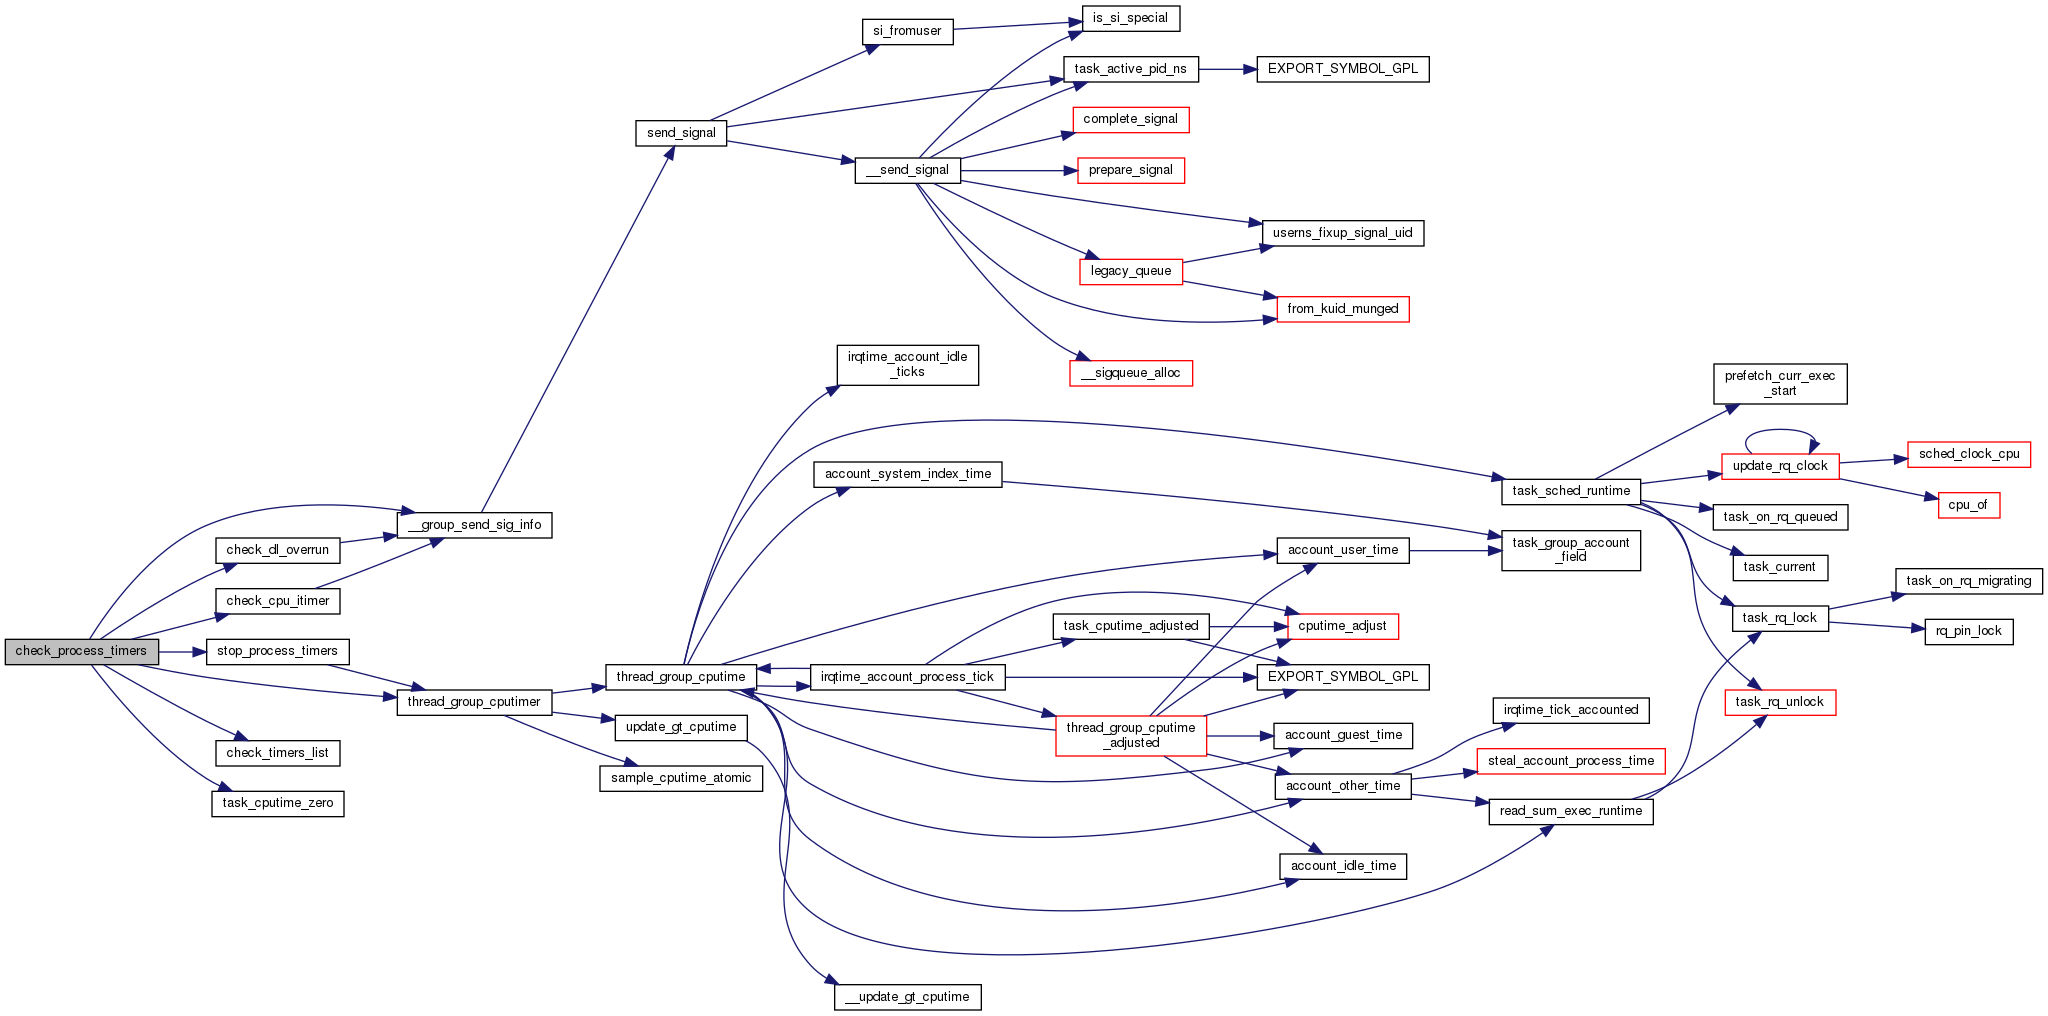 check_process_timers
__group_send_sig_info
check_dl_overrun
check_cpu_itimer
stop_process_timers
thread_group_cputimer
check_timers_list
task_cputime_zero
send_signal
si_fromuser
is_si_special
task_active_pid_ns
EXPORT_SYMBOL_GPL
__send_signal
complete_signal
prepare_signal
userns_fixup_signal_uid
legacy_queue
from_kuid_munged
__sigqueue_alloc
thread_group_cputime
update_gt_cputime
sample_cputime_atomic
irqtime_account_idle
_ticks
account_system_index_time
irqtime_account_process_tick
__update_gt_cputime
task_cputime_adjusted
thread_group_cputime
_adjusted
account_user_time
cputime_adjust
EXPORT_SYMBOL_GPL
account_guest_time
account_other_time
account_idle_time
task_sched_runtime
task_group_account
_field
irqtime_tick_accounted
steal_account_process_time
read_sum_exec_runtime
prefetch_curr_exec
_start
update_rq_clock
task_on_rq_queued
task_current
task_rq_lock
task_rq_unlock
sched_clock_cpu
cpu_of
task_on_rq_migrating
rq_pin_lock